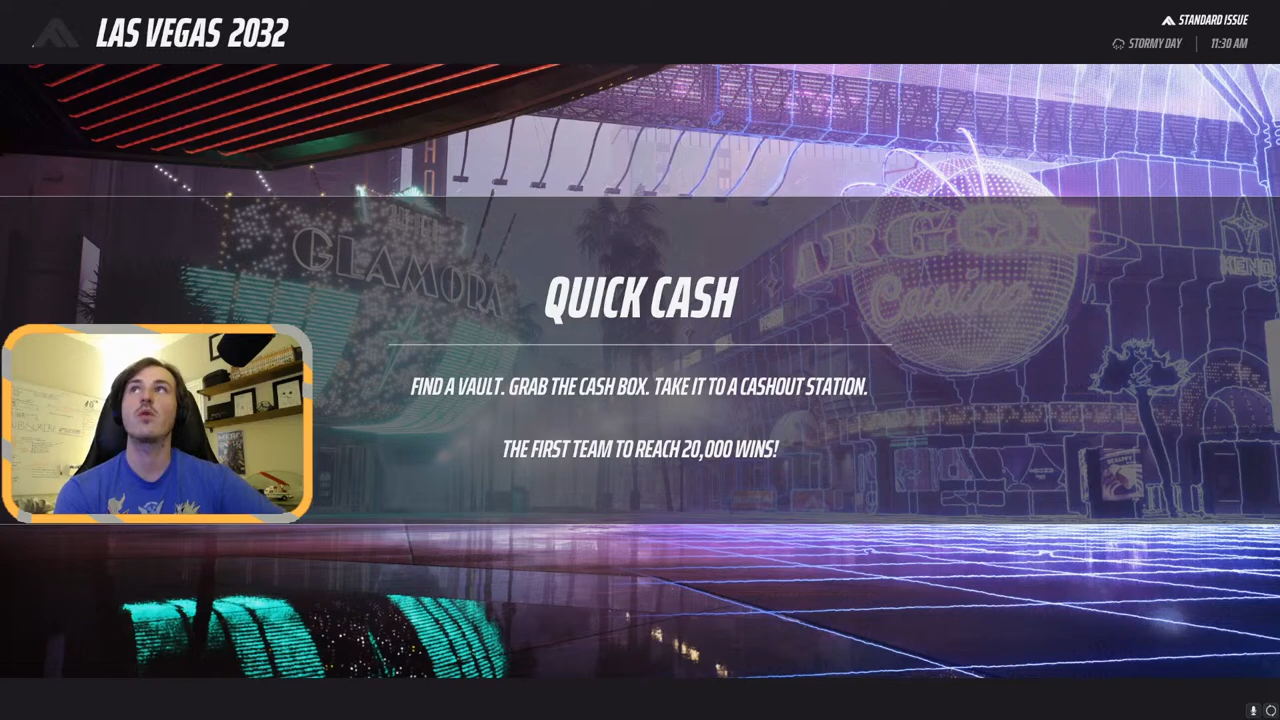 LAS VEGAS 2032
STANDARD ISSUE
STORMY DAY
11:30 AM
GLAMORA
ARGON
Casino
KENO
QUICK CASH
FIND A VAULT. GRAB THE CASH BOX. TAKE IT TO A CASHOUT STATION.
THE FIRST TEAM TO REACH 20,000 WINS!